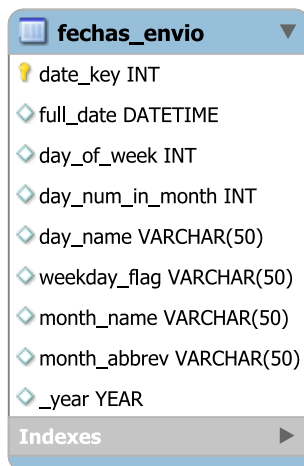 fechas_envio
date_key INT
full_date DATETIME
day_of_week INT
day_num_in_month INT
day_name VARCHAR(50)
weekday_flag VARCHAR(50)
month_name VARCHAR(50)
month_abbrev VARCHAR(50)
_year YEAR
Indexes